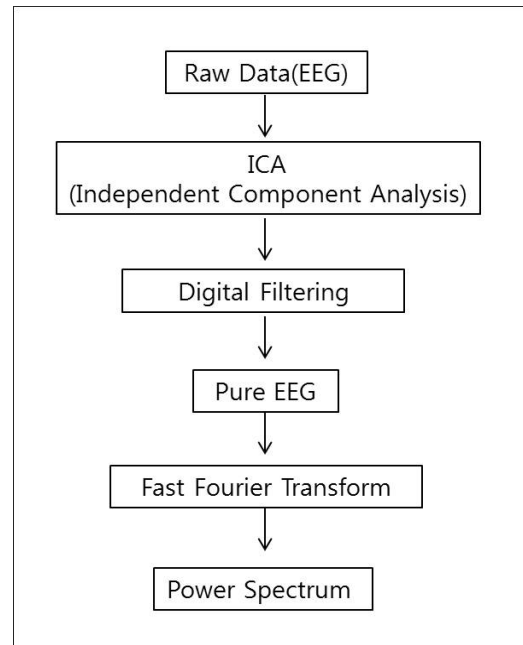 Raw Data(EEG)
ICA
(Independent Component Analysis)
Digital Filtering
Pure EEG
Fast Fourier Transform
Power Spectrum